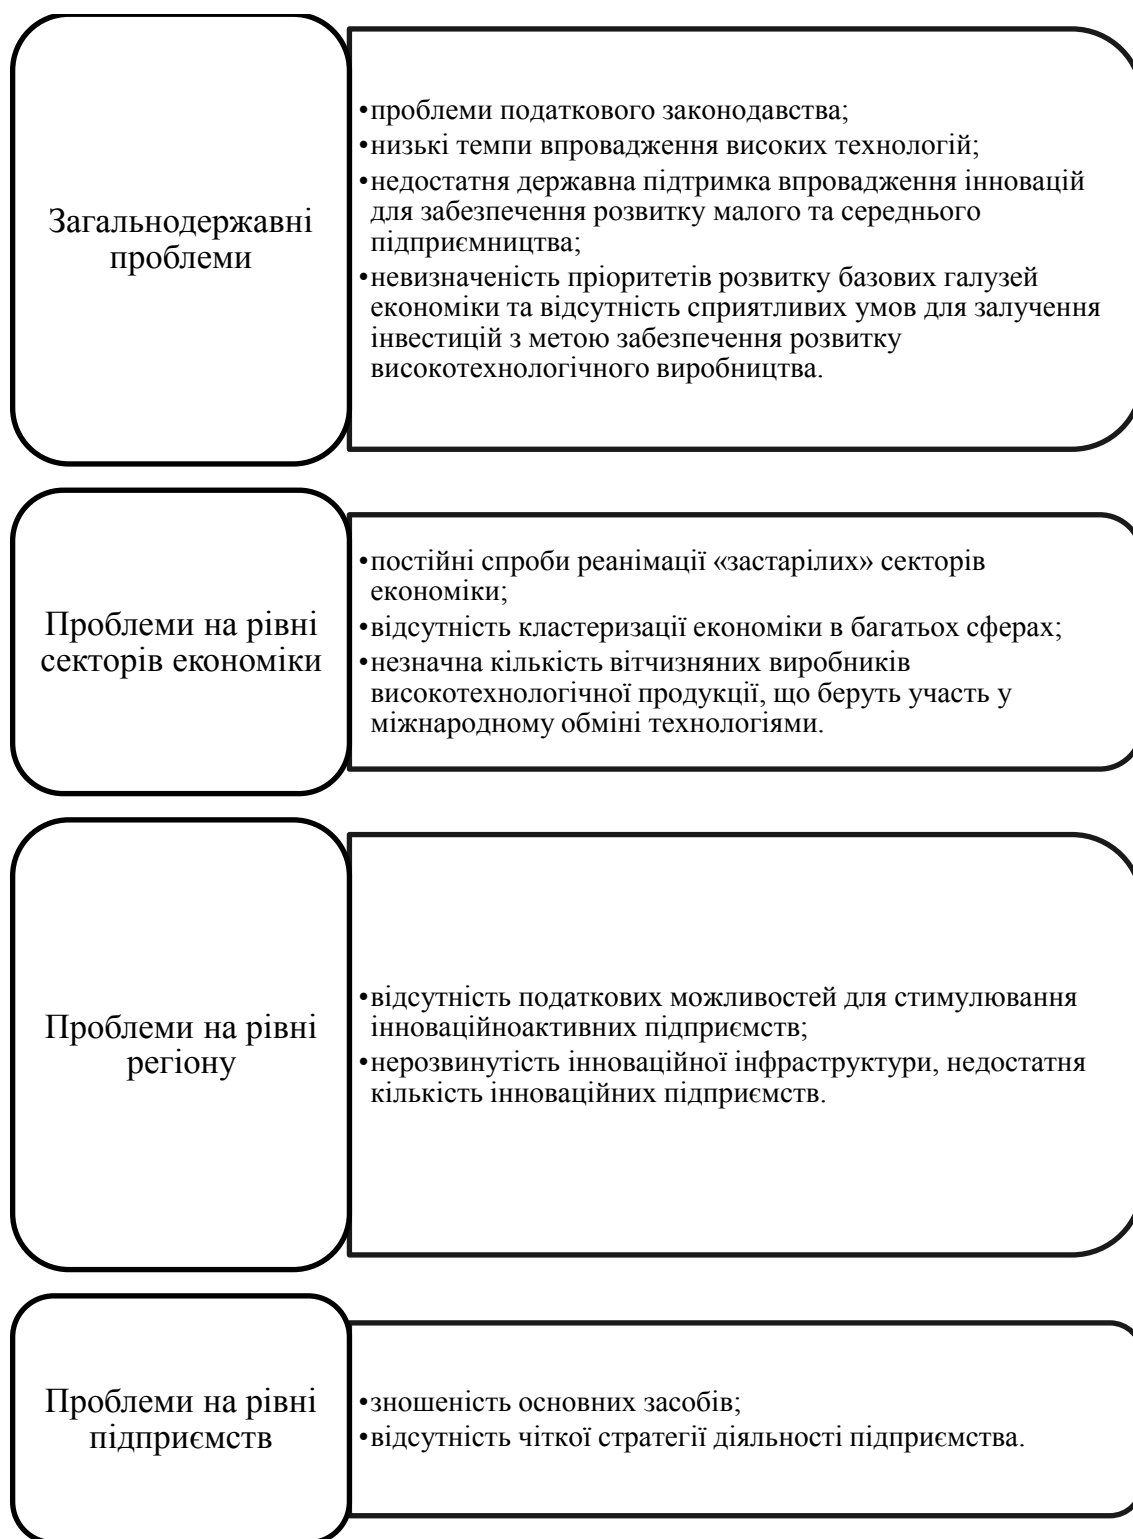 Загальнодержавні
проблеми
•проблеми податкового законодавства;
•низькі темпи впровадження високих технологій;
•недостатня державна підтримка впровадження інновацій
для забезпечення розвитку малого та середнього
підприємництва;
•невизначеність пріоритетів розвитку базових галузей
економіки та відсутність сприятливих умов для залучення
інвестицій з метою забезпечення розвитку
високотехнологічного виробництва.
Проблеми на рівні
секторів економіки
•постійні спроби реанімації «застарілих» секторів
економіки;
•відсутність кластеризації економіки в багатьох сферах;
•незначна кількість вітчизняних виробників
високотехнологічної продукції, що беруть участь у
міжнародному обміні технологіями.
Проблеми на рівні
регіону
•відсутність податкових можливостей для стимулювання
інноваційноактивних підприємств;
•нерозвинутість інноваційної інфраструктури, недостатня
кількість інноваційних підприємств.
Проблеми на рівні
підприємств
•зношеність основних засобів;
•відсутність чіткої стратегії діяльності підприємства.